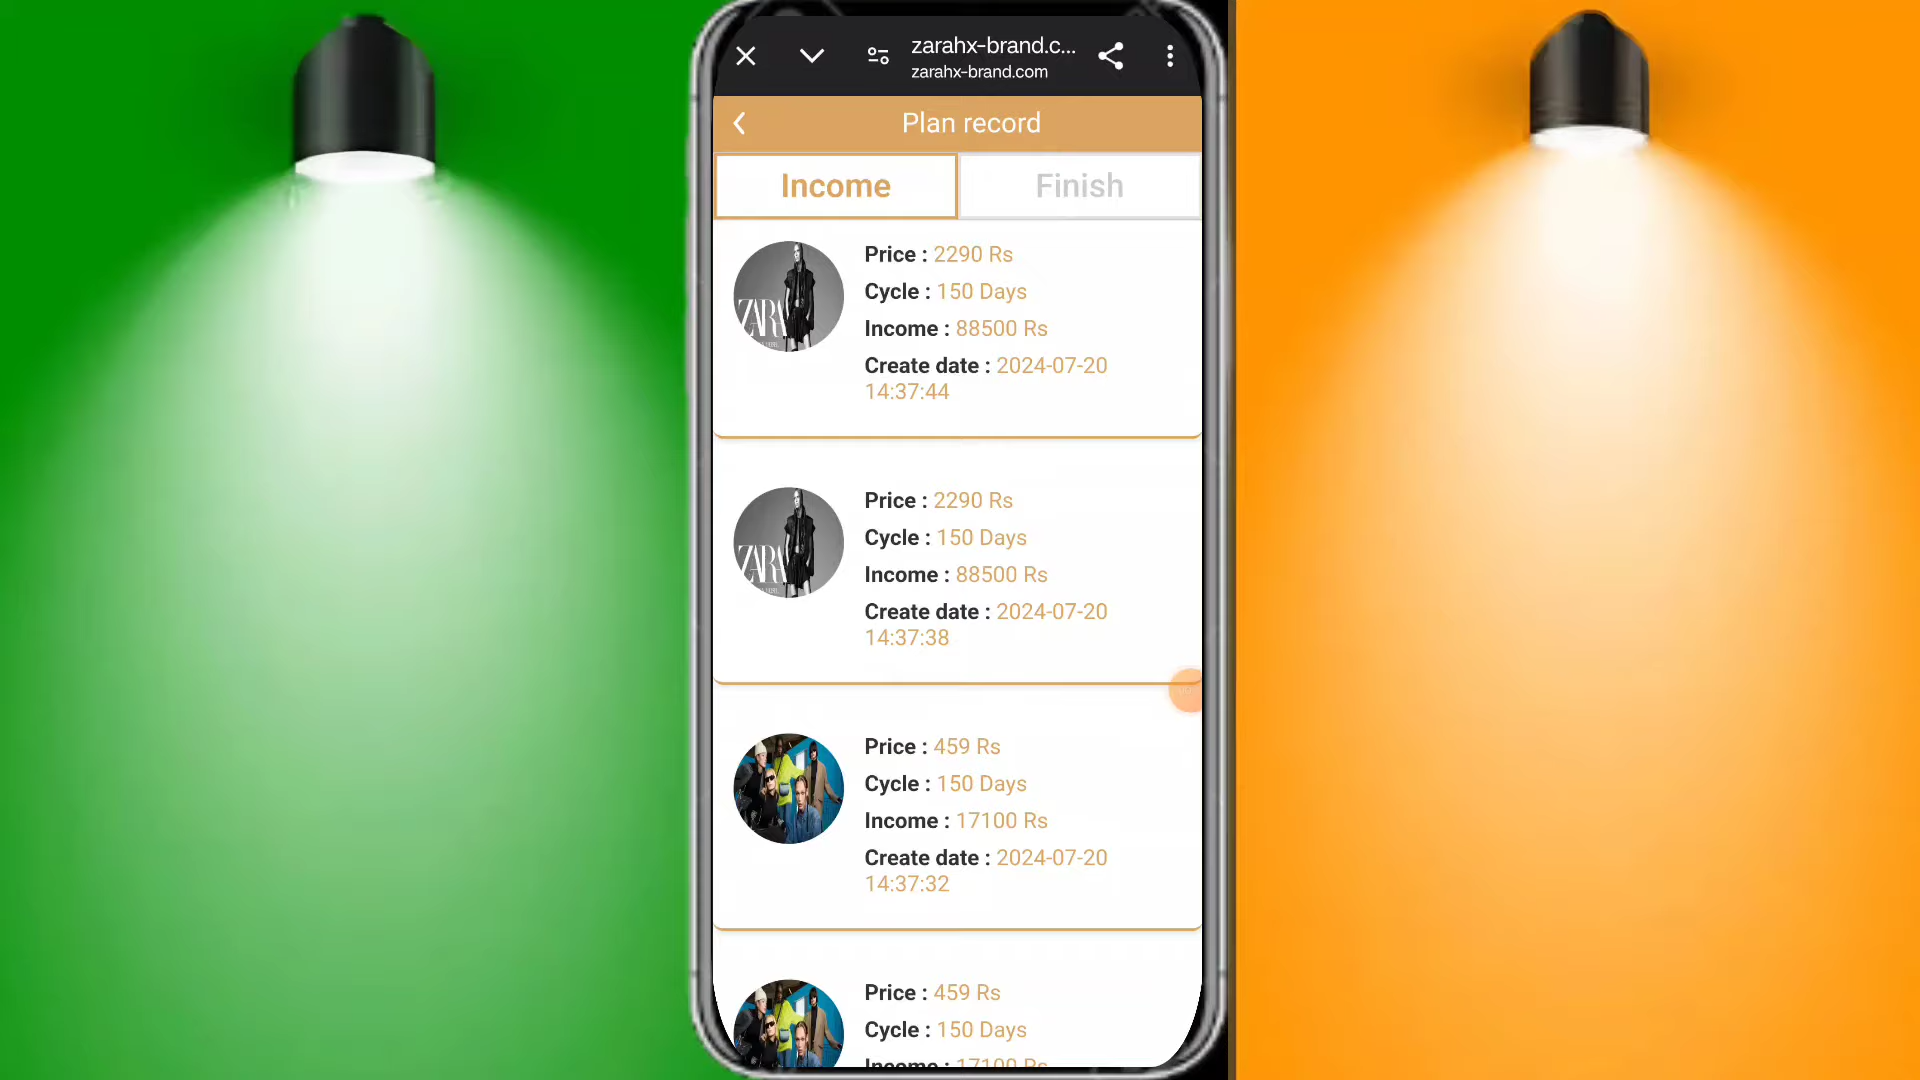 zarahx-brand.c...
zarahx-brand.com
Plan record
Income
Finish
Price : 2290 Rs
Cycle : 150 Days
Income : 88500 Rs
Create date : 2024-07-20
14:37:44
ZARA
Price : 2290 Rs
Cycle : 150 Days
Income : 88500 Rs
Create date : 2024-07-20
14:37:38
ZARA
Price : 459 Rs
Cycle : 150 Days
Income : 17100 Rs
Create date : 2024-07-20
14:37:32
Price : 459 Rs
Cycle : 150 Days
Income : 17100 Rs